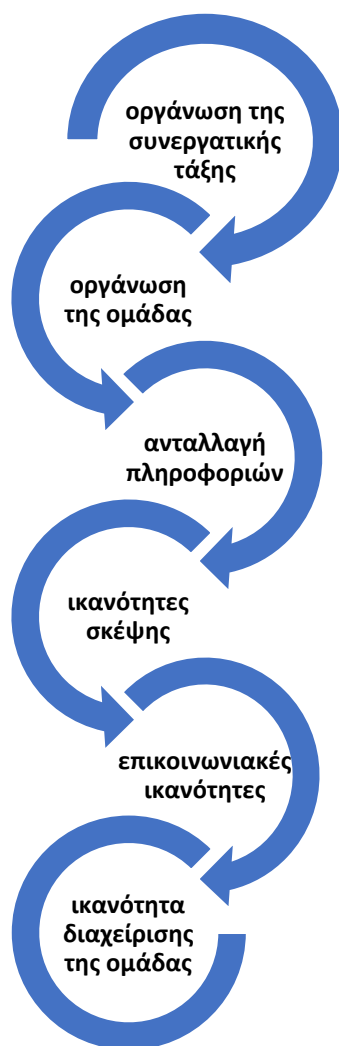 οργάνωση της
συνεργατικής
τάξης
οργάνωση
της ομάδας
ανταλλαγή
πληροφοριών
ικανότητες
σκέψης
επικοινωνιακές
ικανότητες
ικανότητα
διαχείρισης
της ομάδας